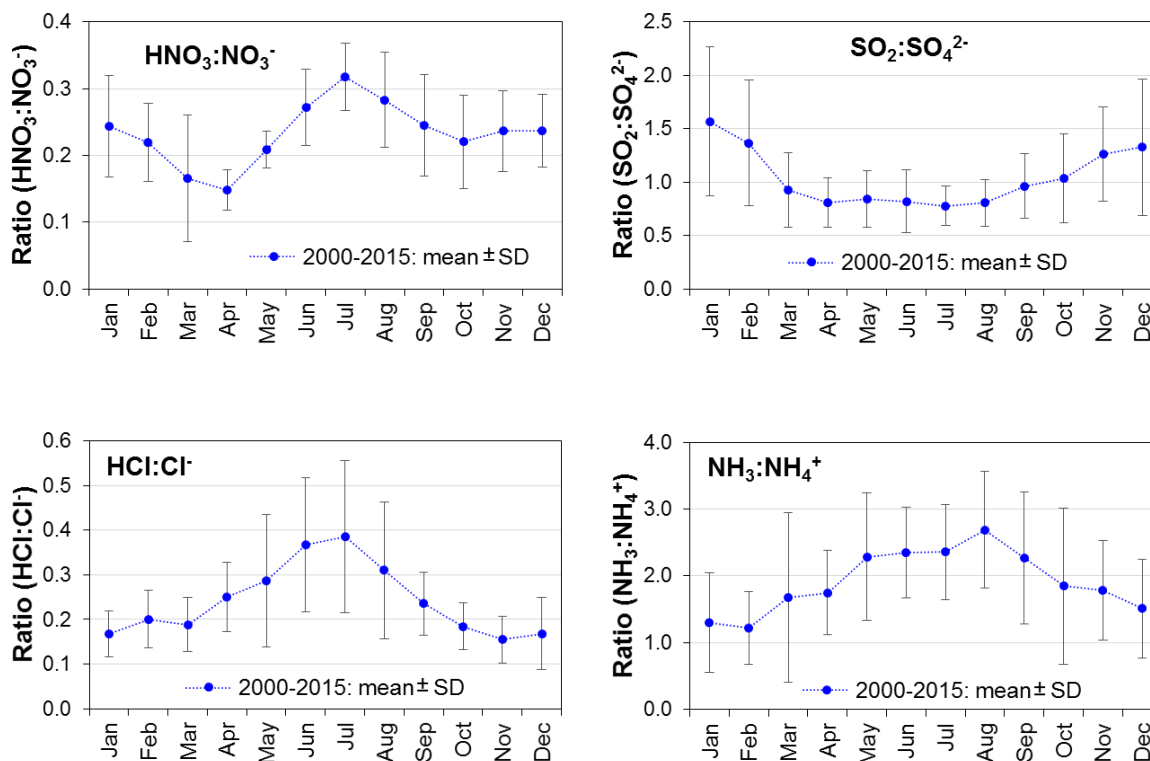 HNO₃:NO₃⁻
Ratio (HNO₃:NO₃⁻)
0.4
0.3
0.2
0.1
0.0
2000-2015: mean ± SD
Jan
Feb
Mar
Apr
May
Jun
Jul
Aug
Sep
Oct
Nov
Dec
SO₂:SO₄²⁻
Ratio (SO₂:SO₄²⁻)
2.5
2.0
1.5
1.0
0.5
0.0
2000-2015: mean ± SD
Jan
Feb
Mar
Apr
May
Jun
Jul
Aug
Sep
Oct
Nov
Dec
HCl:Cl⁻
Ratio (HCl:Cl⁻)
0.6
0.5
0.4
0.3
0.2
0.1
0.0
2000-2015: mean ± SD
Jan
Feb
Mar
Apr
May
Jun
Jul
Aug
Sep
Oct
Nov
Dec
NH₃:NH₄⁺
Ratio (NH₃:NH₄⁺)
4.0
3.0
2.0
1.0
0.0
2000-2015: mean ± SD
Jan
Feb
Mar
Apr
May
Jun
Jul
Aug
Sep
Oct
Nov
Dec